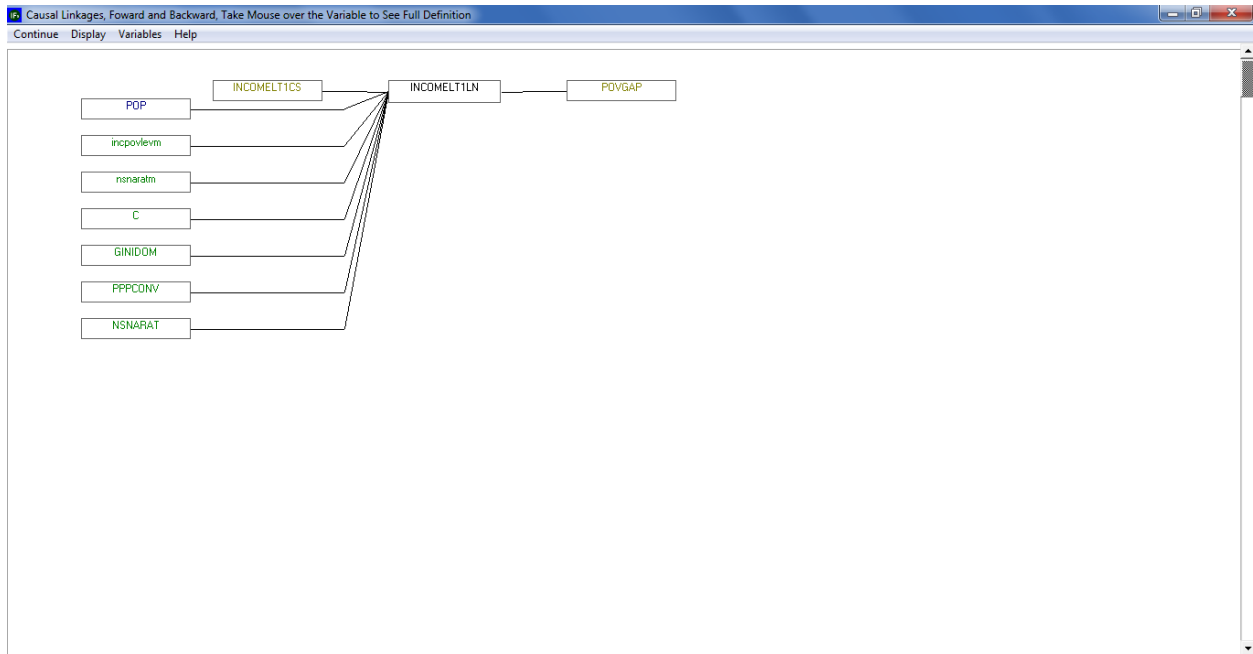 IFs Causal Linkages, Foward and Backward, Take Mouse over the Variable to See Full Definition
Continue Display Variables Help
INCOMELT1CS INCOMELT1LN POVGAP
POP
incpovlevm
nsnaratm
C
GINIDOM
PPPCONV
NSNARAT